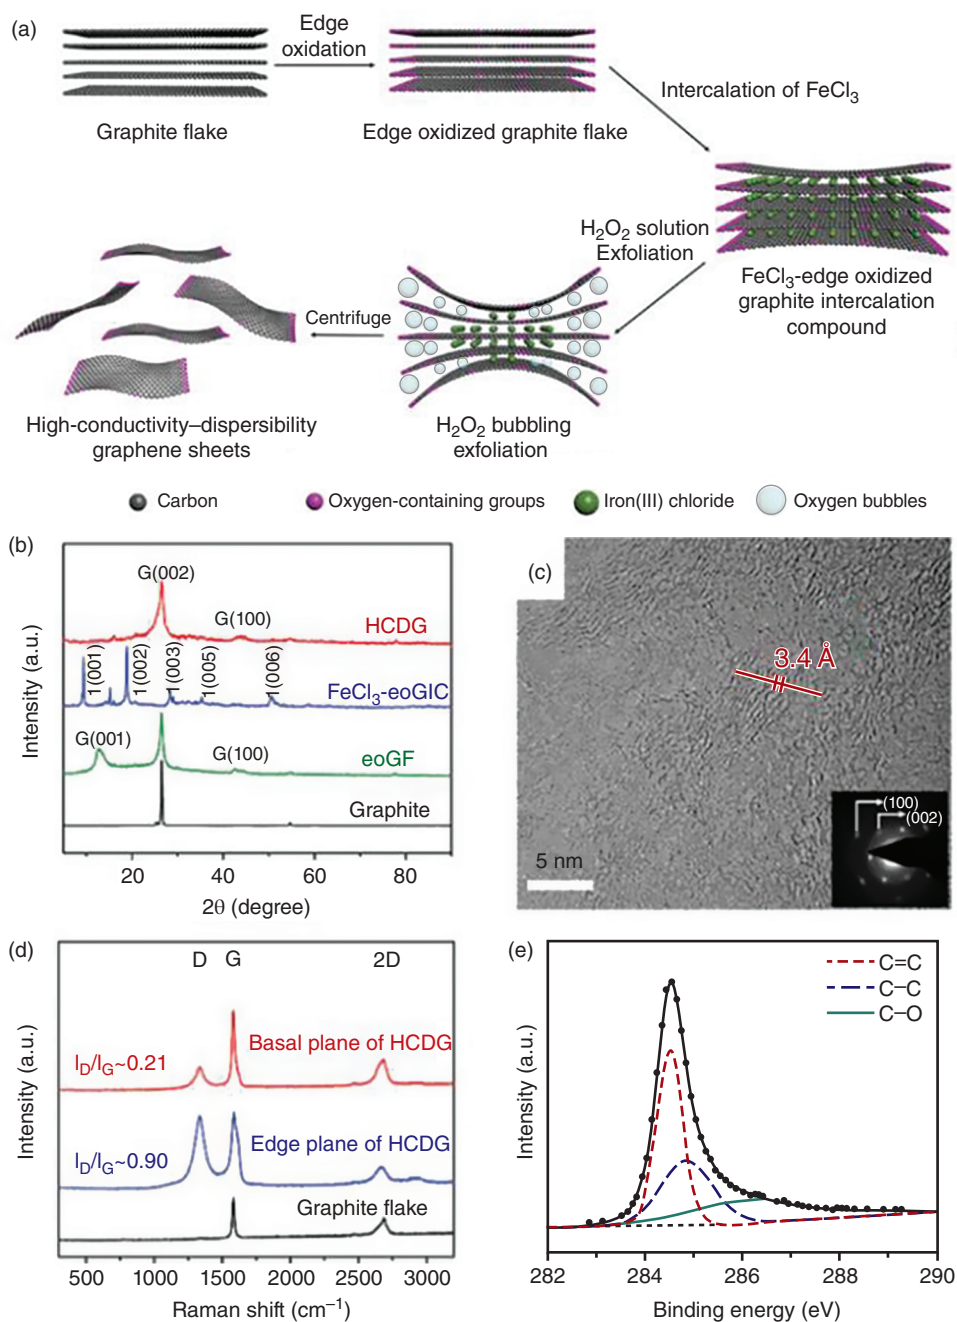 (a)
Edge
oxidation
Graphite flake
Edge oxidized graphite flake
Intercalation of FeCl₃
FeCl₃-edge oxidized
graphite intercalation
compound
H₂O₂ solution
Exfoliation
H₂O₂ bubbling
exfoliation
Centrifuge
High-conductivity–dispersibility
graphene sheets
Carbon
Oxygen-containing groups
Iron(III) chloride
Oxygen bubbles
(b)
G(002)
G(100)
HCDG
1(001)
1(002)
1(003)
1(005)
1(006)
FeCl₃-eoGIC
G(001)
G(100)
eoGF
Graphite
20
40
60
80
2θ (degree)
Intensity (a.u.)
(c)
3.4 Å
5 nm
(100)
(002)
(d)
D
G
2D
I_D/I_G~0.21
Basal plane of HCDG
I_D/I_G~0.90
Edge plane of HCDG
Graphite flake
500
1000
1500
2000
2500
3000
Raman shift (cm⁻¹)
Intensity (a.u.)
(e)
C=C
C–C
C–O
282
284
286
288
290
Binding energy (eV)
Intensity (a.u.)